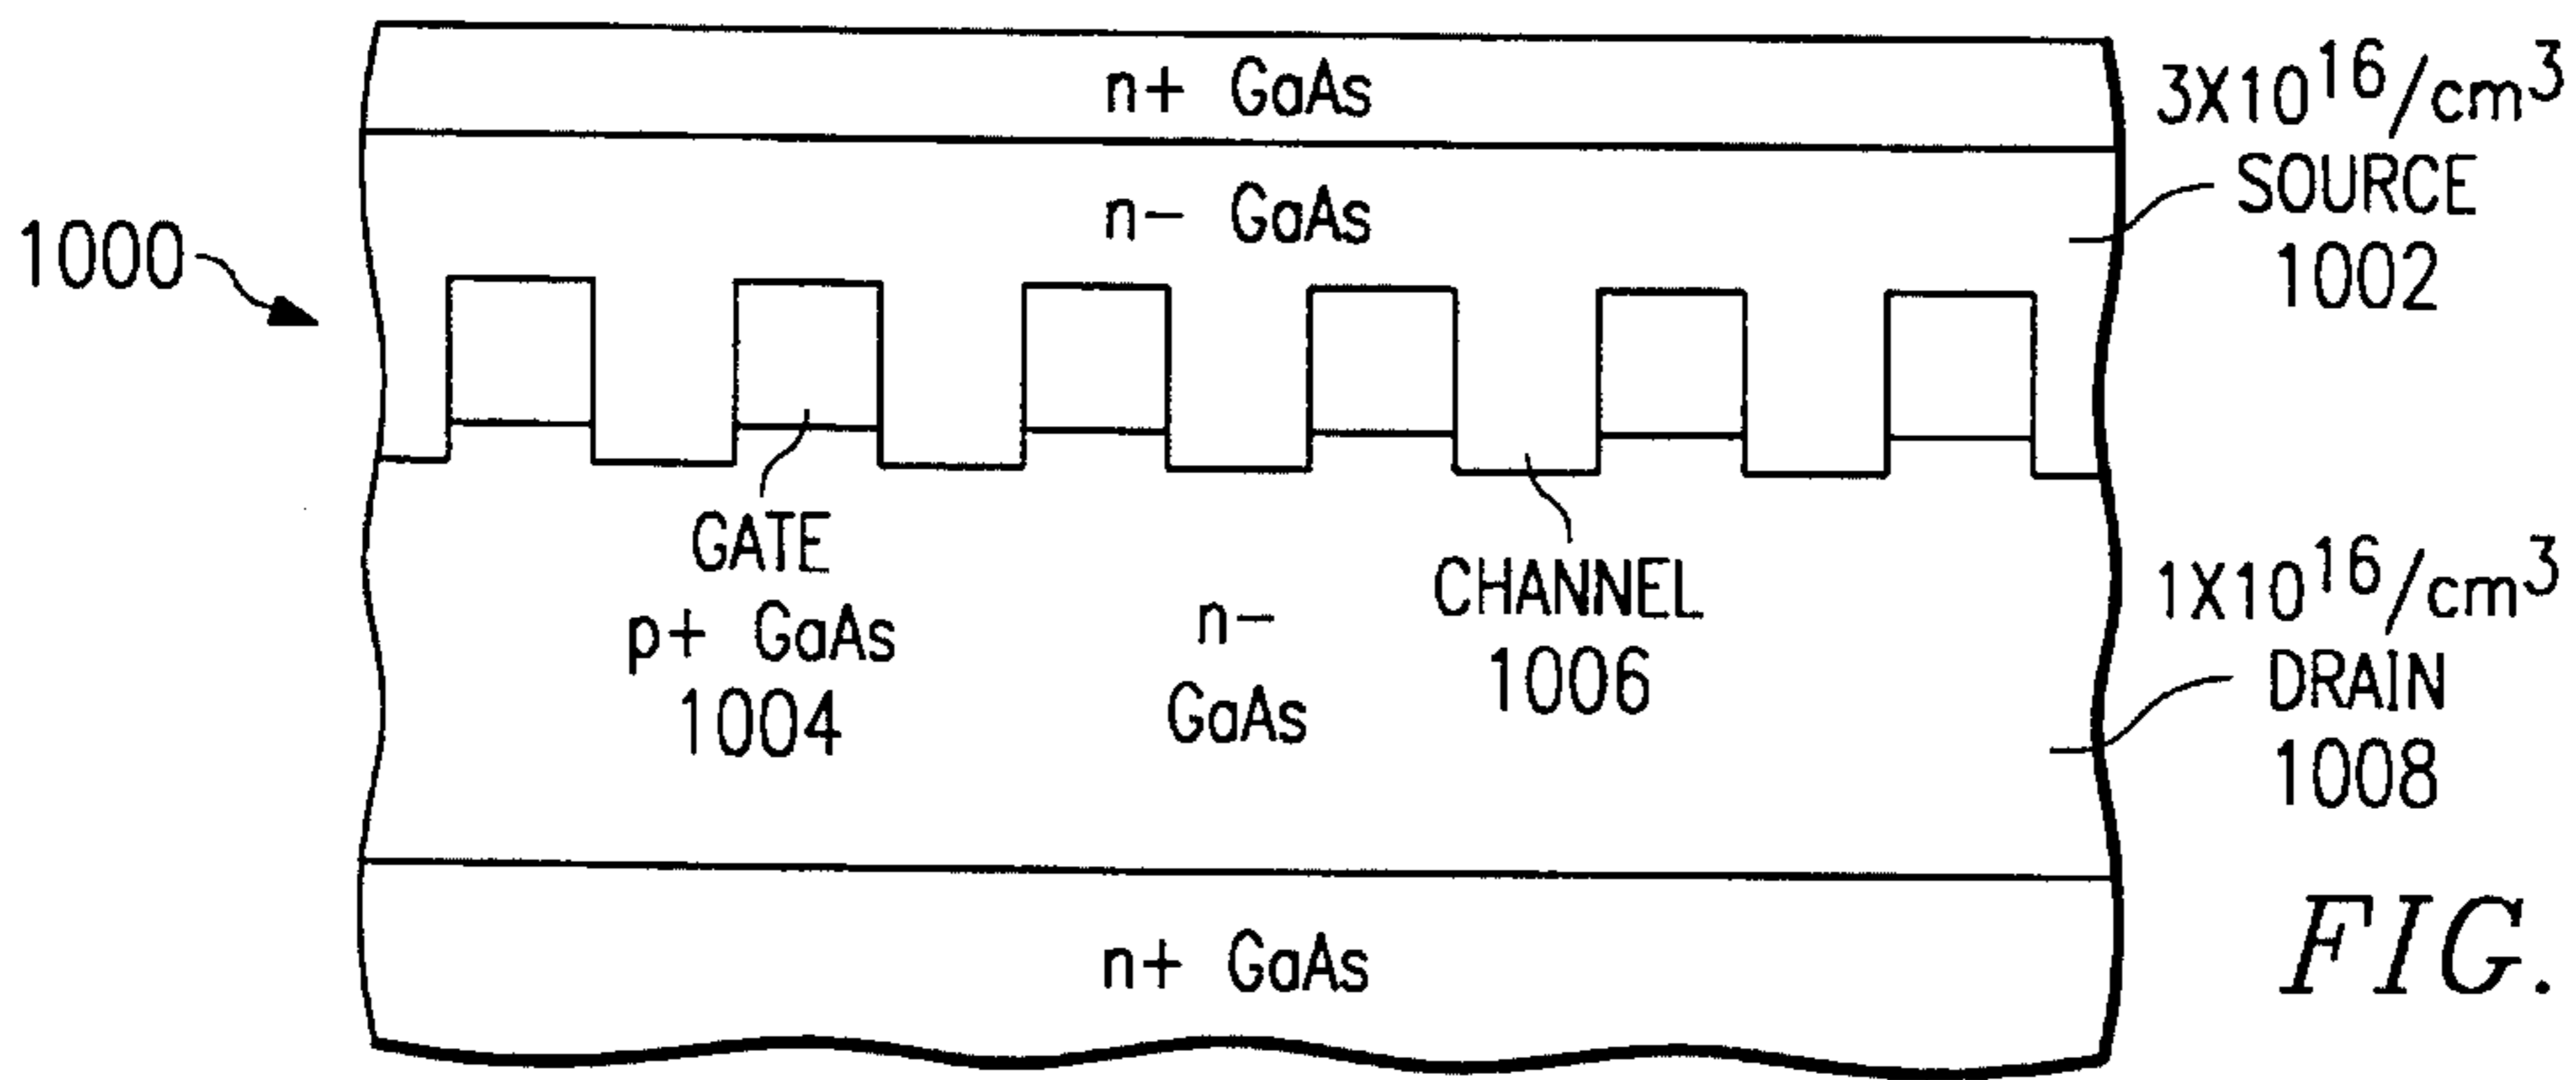 n+ GaAs
3X10^16/cm^3
n- GaAs
SOURCE
1002
1000
GATE
p+ GaAs
1004
n-
GaAs
CHANNEL
1006
1X10^16/cm^3
DRAIN
1008
n+ GaAs
FIG.